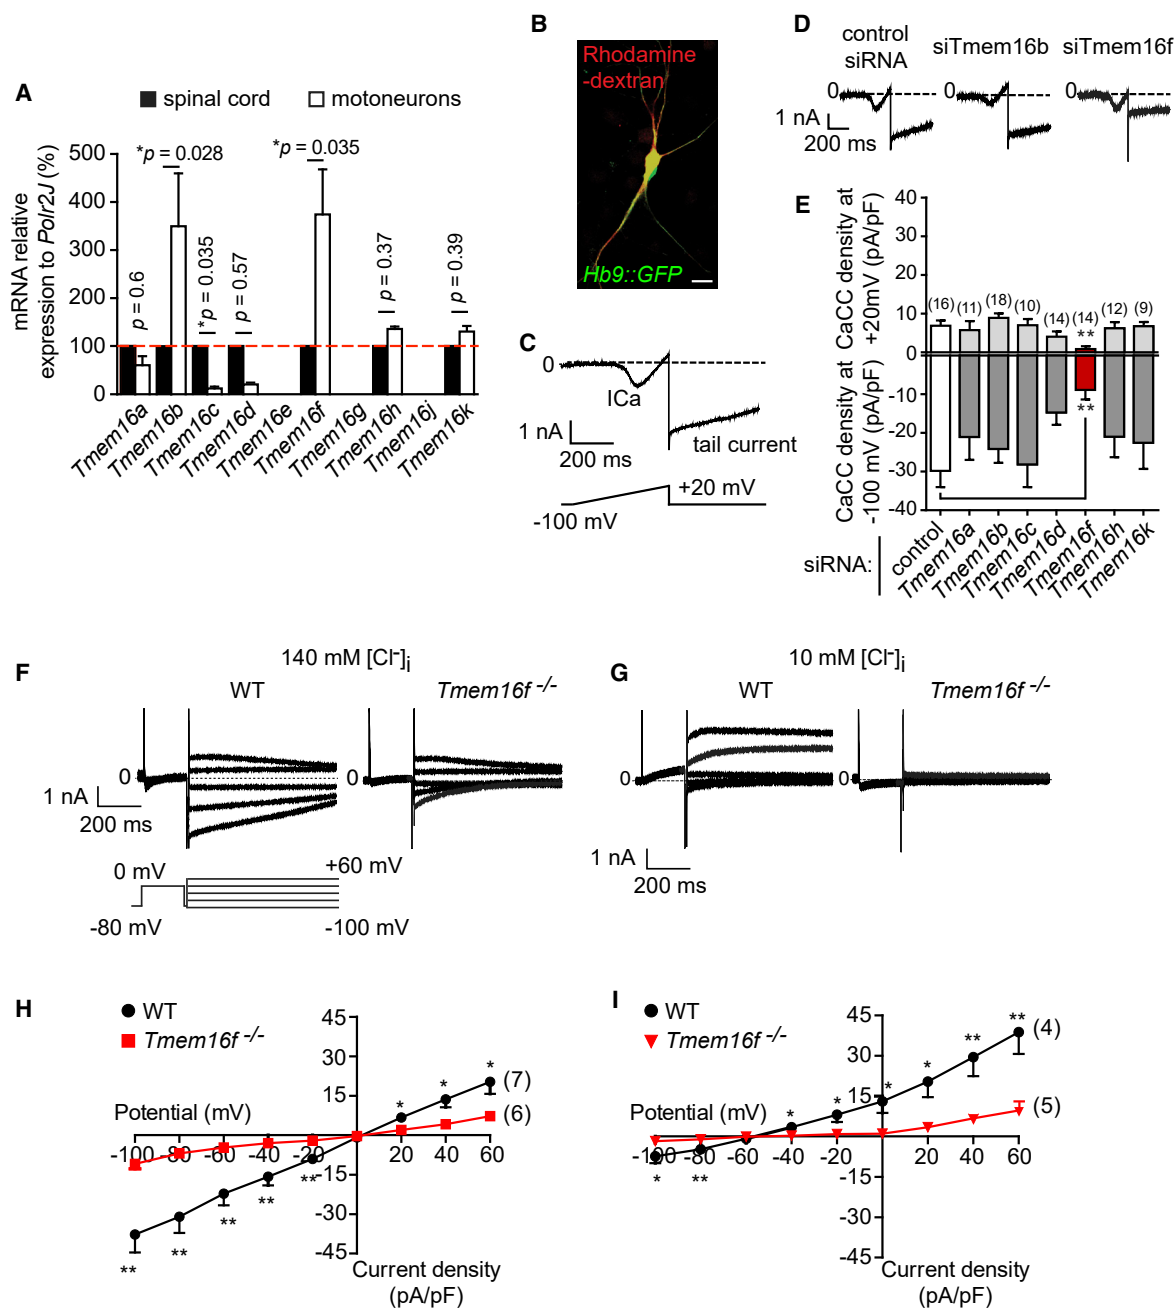 A
spinal cord
motoneurons
mRNA relative
expression to Polr2J (%)
500
400
300
200
100
0
*p = 0.028
*p = 0.035
p = 0.6
*p = 0.035
p = 0.57
p = 0.37
p = 0.39
Tmem16a
Tmem16b
Tmem16c
Tmem16d
Tmem16e
Tmem16f
Tmem16g
Tmem16h
Tmem16j
Tmem16k
B
Rhodamine
-dextran
Hb9::GFP
C
0
ICa
1 nA
200 ms
tail current
+20 mV
-100 mV
D
control
siRNA
siTmem16b
siTmem16f
0
0
0
1 nA
200 ms
E
CaCC density at
+20mV (pA/pF)
CaCC density at
-100 mV (pA/pF)
40
30
20
10
0
-10
-20
-30
-40
(16)
(11)
(18)
(10)
(14)
(14)
(12)
(9)
**
**
siRNA:
control
Tmem16a
Tmem16b
Tmem16c
Tmem16d
Tmem16f
Tmem16h
Tmem16k
F
140 mM [Cl-]i
WT
Tmem16f -/-
0
0
1 nA
200 ms
0 mV
+60 mV
-80 mV
-100 mV
G
10 mM [Cl-]i
WT
Tmem16f -/-
0
0
1 nA
200 ms
H
WT
Tmem16f -/-
45
30
15
-15
-30
-45
Potential (mV)
-100 -80 -60 -40 -20
20 40 60
* * *
(7)
(6)
** ** ** ** **
Current density
(pA/pF)
I
WT
Tmem16f -/-
45
30
15
-15
-30
-45
Potential (mV)
-100 -80 -60 -40 -20
20 40 60
* * * * ** **
(4)
(5)
* **
Current density
(pA/pF)